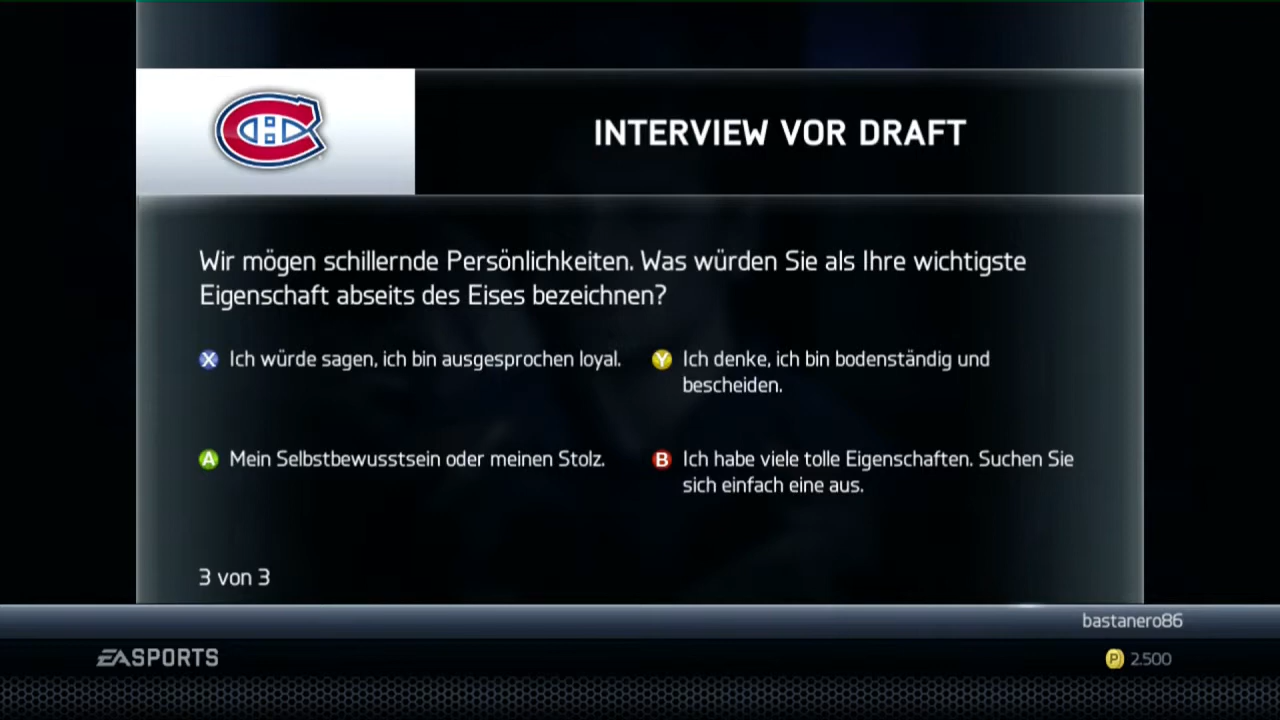 INTERVIEW VOR DRAFT
Wir mögen schillernde Persönlichkeiten. Was würden Sie als Ihre wichtigste
Eigenschaft abseits des Eises bezeichnen?
X Ich würde sagen, ich bin ausgesprochen loyal.
Y Ich denke, ich bin bodenständig und
bescheiden.
A Mein Selbstbewusstsein oder meinen Stolz.
B Ich habe viele tolle Eigenschaften. Suchen Sie
sich einfach eine aus.
3 von 3
bastanero86
EA SPORTS
P 2.500